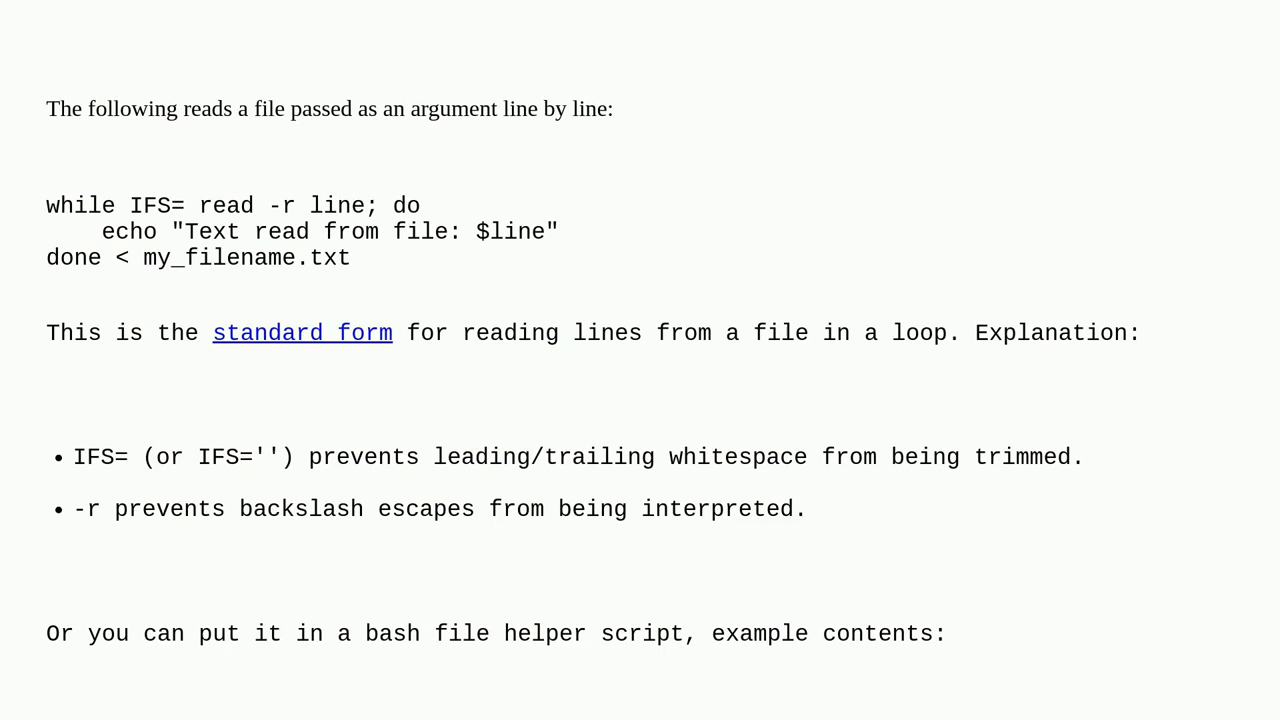 The following reads a file passed as an argument line by line:
while IFS= read -r line; do
    echo "Text read from file: $line"
done < my_filename.txt
This is the standard form for reading lines from a file in a loop. Explanation:
• IFS= (or IFS='') prevents leading/trailing whitespace from being trimmed.
• -r prevents backslash escapes from being interpreted.
Or you can put it in a bash file helper script, example contents: